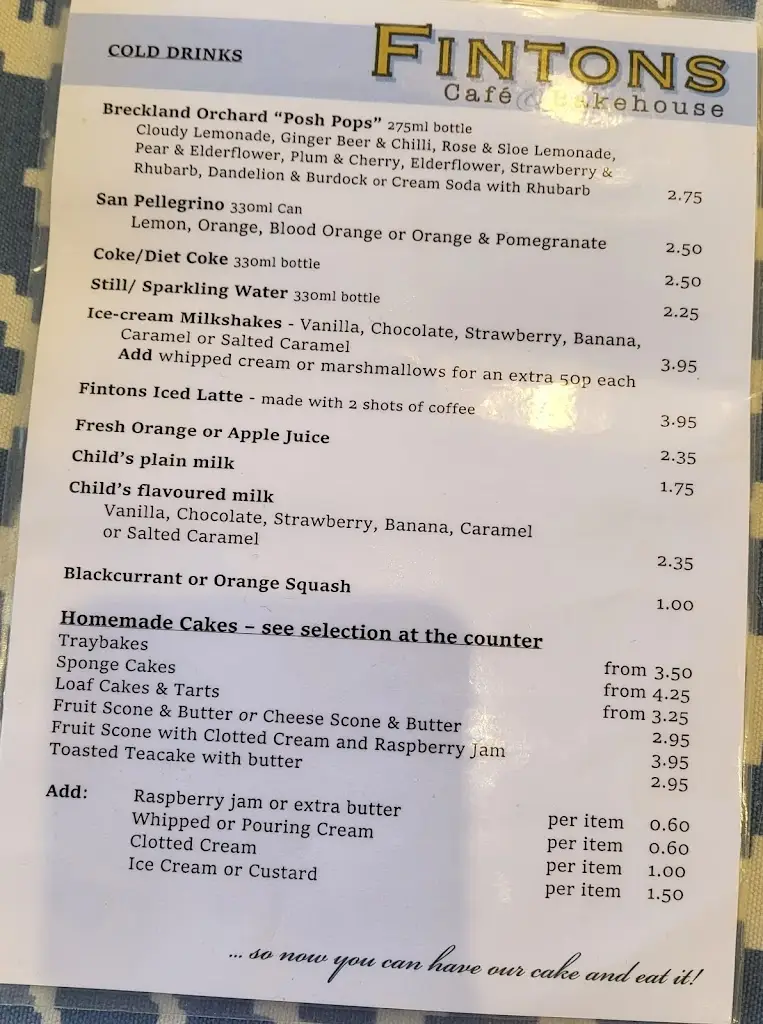 COLD DRINKS
FINTONS
Café & Cakehouse
Breckland Orchard “Posh Pops” 275ml bottle
Cloudy Lemonade, Ginger Beer & Chilli, Rose & Sloe Lemonade,
Pear & Elderflower, Plum & Cherry, Elderflower, Strawberry &
Rhubarb, Dandelion & Burdock or Cream Soda with Rhubarb 2.75
San Pellegrino 330ml Can
Lemon, Orange, Blood Orange or Orange & Pomegranate 2.50
Coke/Diet Coke 330ml bottle 2.50
Still/ Sparkling Water 330ml bottle 2.25
Ice-cream Milkshakes - Vanilla, Chocolate, Strawberry, Banana,
Caramel or Salted Caramel 3.95
Add whipped cream or marshmallows for an extra 50p each
Fintons Iced Latte - made with 2 shots of coffee 3.95
Fresh Orange or Apple Juice 2.35
Child’s plain milk 1.75
Child’s flavoured milk
Vanilla, Chocolate, Strawberry, Banana, Caramel
or Salted Caramel 2.35
Blackcurrant or Orange Squash 1.00
Homemade Cakes – see selection at the counter
Traybakes from 3.50
Sponge Cakes from 4.25
Loaf Cakes & Tarts from 3.25
Fruit Scone & Butter or Cheese Scone & Butter 2.95
Fruit Scone with Clotted Cream and Raspberry Jam 3.95
Toasted Teacake with butter 2.95
Add: Raspberry jam or extra butter per item 0.60
Whipped or Pouring Cream per item 0.60
Clotted Cream per item 1.00
Ice Cream or Custard per item 1.50
... so now you can have our cake and eat it!